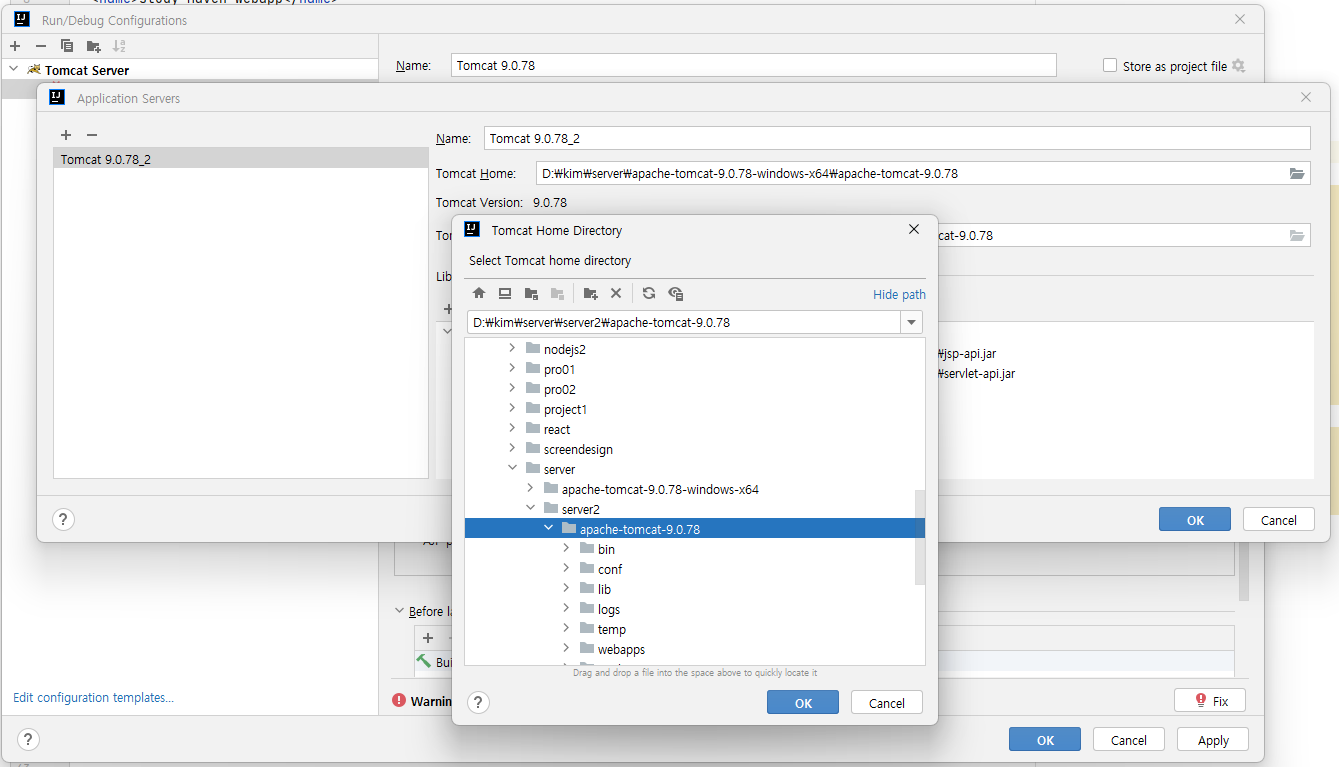 <name>study Maven Webapp</name>
Run/Debug Configurations
Tomcat Server
Name: Tomcat 9.0.78
Store as project file
Application Servers
Tomcat 9.0.78_2
Name: Tomcat 9.0.78_2
Tomcat Home: D:₩kim₩server₩apache-tomcat-9.0.78-windows-x64₩apache-tomcat-9.0.78
Tomcat Version: 9.0.78
cat-9.0.78
Lib
₩jsp-api.jar
₩servlet-api.jar
?
OK
Cancel
Tomcat Home Directory
Select Tomcat home directory
Hide path
D:₩kim₩server₩server2₩apache-tomcat-9.0.78
nodejs2
pro01
pro02
project1
react
screendesign
server
apache-tomcat-9.0.78-windows-x64
server2
apache-tomcat-9.0.78
bin
conf
lib
logs
temp
webapps
Drag and drop a file into the space above to quickly locate it
?
OK
Cancel
Before la
Bui
Edit configuration templates...
Warnin
Fix
?
OK
Cancel
Apply